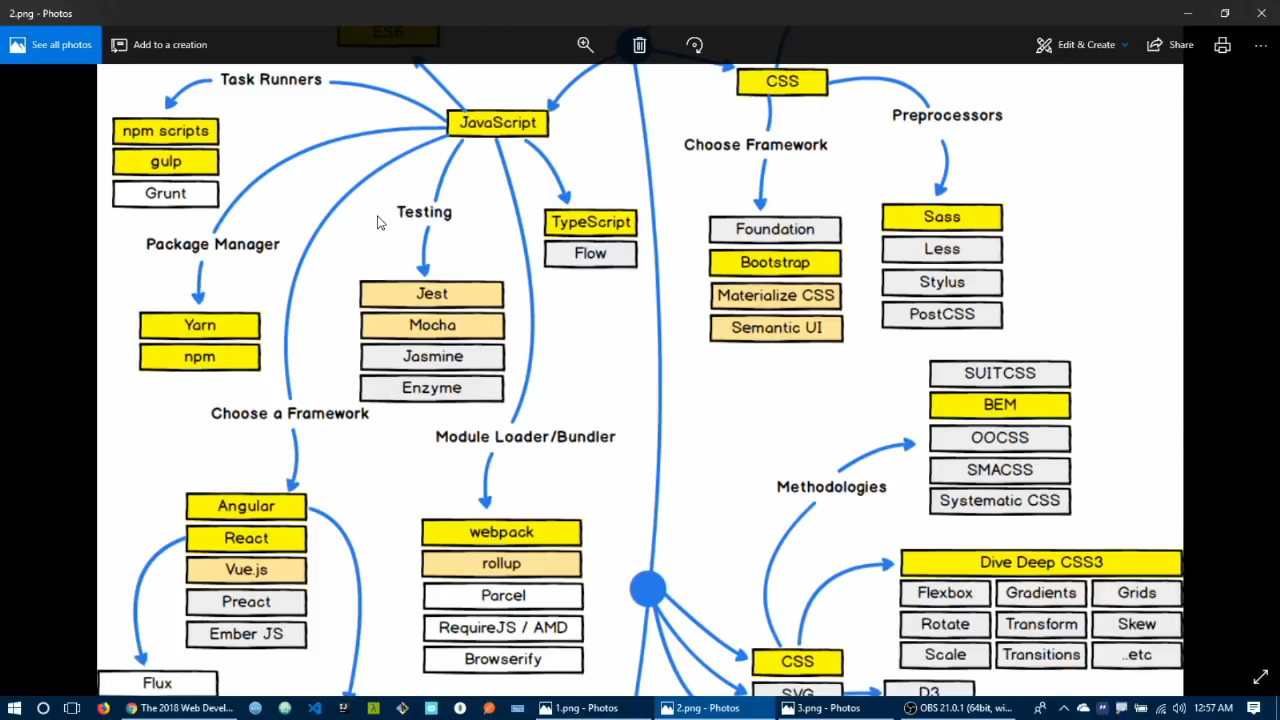 2.png - Photos
See all photos
Add to a creation
Edit & Create
Share
ES6
Task Runners
npm scripts
gulp
Grunt
JavaScript
CSS
Preprocessors
Choose Framework
Testing
TypeScript
Flow
Foundation
Bootstrap
Materialize CSS
Semantic UI
Sass
Less
Stylus
PostCSS
Package Manager
Yarn
npm
Jest
Mocha
Jasmine
Enzyme
Choose a Framework
Module Loader/Bundler
SUITCSS
BEM
OOCSS
SMACSS
Systematic CSS
Methodologies
Angular
React
Vue.js
Preact
Ember JS
webpack
rollup
Parcel
RequireJS / AMD
Browserify
Dive Deep CSS3
Flexbox
Gradients
Grids
Rotate
Transform
Skew
Scale
Transitions
..etc
Flux
CSS
SVG
D3
The 2018 Web Devel...
1.png - Photos
2.png - Photos
3.png - Photos
OBS 21.0.1 (64bit, wi...
12:57 AM